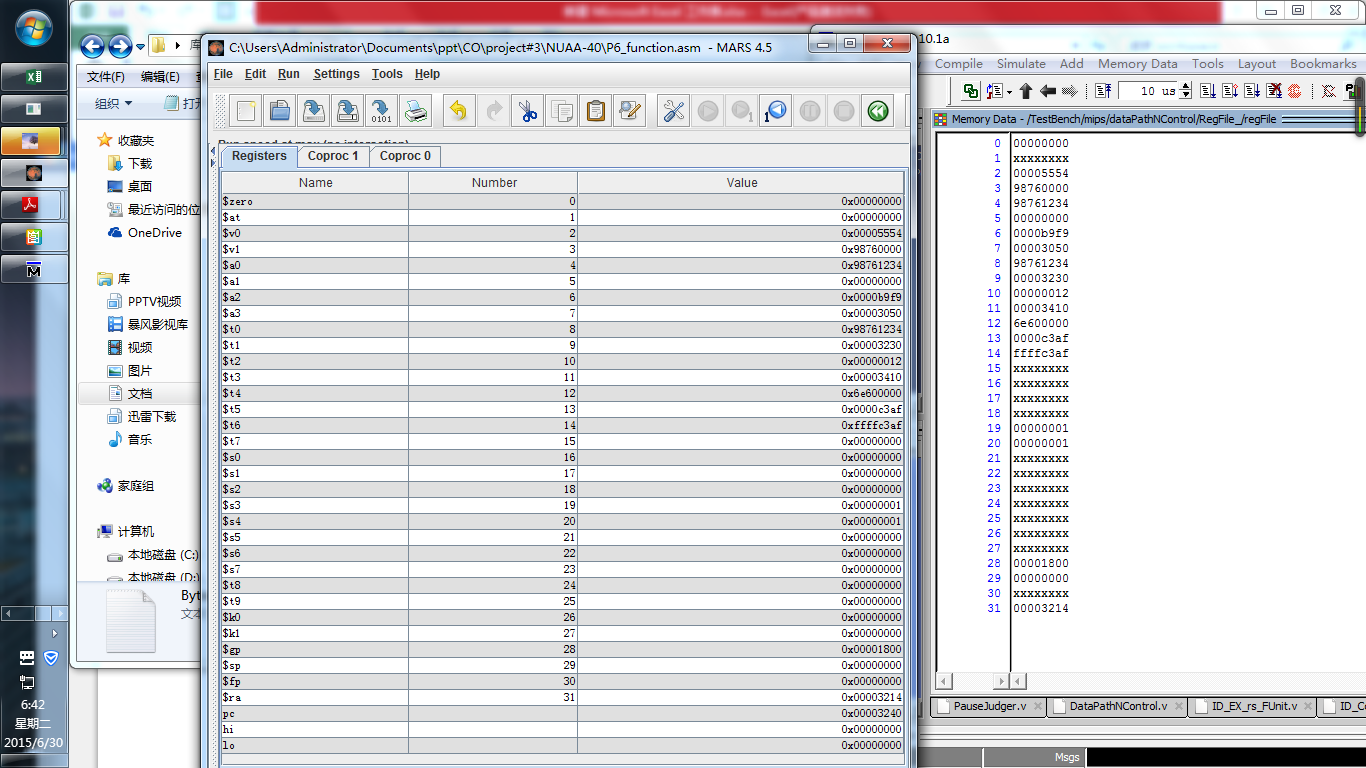 C:\Users\Administrator\Documents\ppt\CO\project#3\NUAA-40\P6_function.asm - MARS 4.5
File Edit Run Settings Tools Help
Registers Coproc 1 Coproc 0
Name Number Value
$zero 0 0x00000000
$at 1 0x00000000
$v0 2 0x00005554
$v1 3 0x98760000
$a0 4 0x98761234
$a1 5 0x00000000
$a2 6 0x0000b9f9
$a3 7 0x00003050
$t0 8 0x98761234
$t1 9 0x00003230
$t2 10 0x00000012
$t3 11 0x00003410
$t4 12 0x6e600000
$t5 13 0x0000c3af
$t6 14 0xffffc3af
$t7 15 0x00000000
$s0 16 0x00000000
$s1 17 0x00000000
$s2 18 0x00000000
$s3 19 0x00000001
$s4 20 0x00000001
$s5 21 0x00000000
$s6 22 0x00000000
$s7 23 0x00000000
$t8 24 0x00000000
$t9 25 0x00000000
$k0 26 0x00000000
$k1 27 0x00000000
$gp 28 0x00001800
$sp 29 0x00000000
$fp 30 0x00000000
$ra 31 0x00003214
pc 0x00003240
hi 0x00000000
lo 0x00000000
文件(F) 编辑(E)
组织
收藏夹
下载
桌面
最近访问的位
OneDrive
库
PPTV视频
暴风影视库
视频
图片
文档
迅雷下载
音乐
家庭组
计算机
本地磁盘 (C:)
本地磁盘 (D:)
6:42
星期二
2015/6/30
10.1a
Compile Simulate Add Memory Data Tools Layout Bookmarks
10 us
Memory Data - /TestBench/mips/dataPathNControl/RegFile_/regFile
0 00000000
1 xxxxxxxx
2 00005554
3 98760000
4 98761234
5 00000000
6 0000b9f9
7 00003050
8 98761234
9 00003230
10 00000012
11 00003410
12 6e600000
13 0000c3af
14 ffffc3af
15 xxxxxxxx
16 xxxxxxxx
17 xxxxxxxx
18 xxxxxxxx
19 00000001
20 00000001
21 xxxxxxxx
22 xxxxxxxx
23 xxxxxxxx
24 xxxxxxxx
25 xxxxxxxx
26 xxxxxxxx
27 xxxxxxxx
28 00001800
29 00000000
30 xxxxxxxx
31 00003214
PauseJudger.v DataPathNControl.v ID_EX_rs_FUnit.v
Msgs